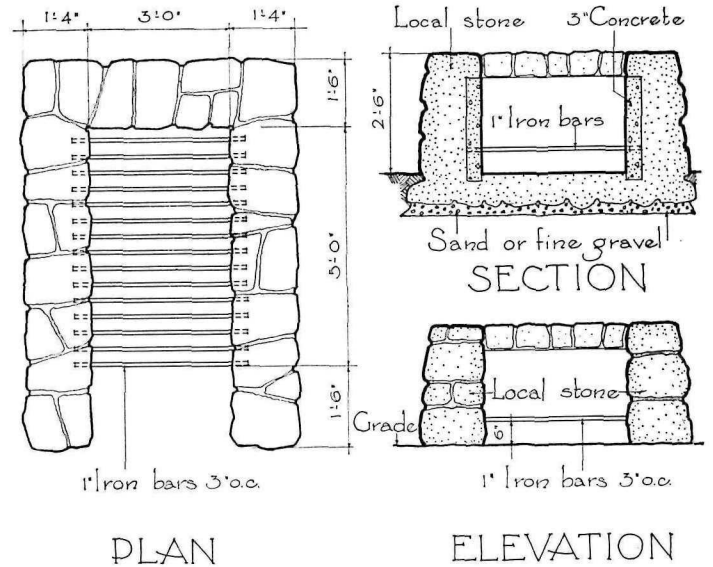 1'-4" 3'-0" 1'-4"
1'-6"
5'-0"
1'-6"
1" Iron bars 3" o.c.
PLAN
Local stone 3" Concrete
2'-6"
1" Iron bars
Sand or fine gravel
SECTION
Local stone
Grade
6"
1" Iron bars 3" o.c.
ELEVATION